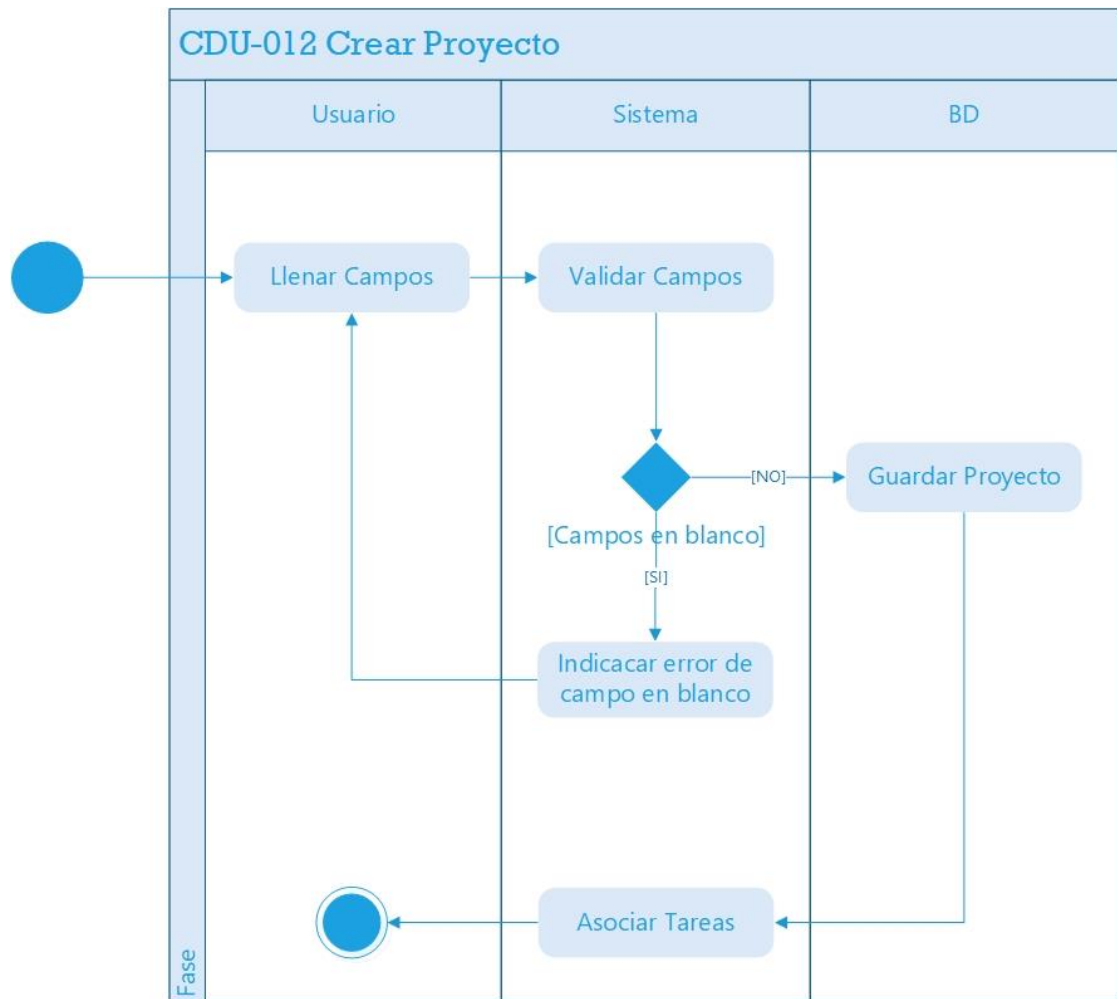 CDU-012 Crear Proyecto
Usuario
Sistema
BD
Llenar Campos
Validar Campos
[NO]
Guardar Proyecto
[Campos en blanco]
[SI]
Indicacar error de
campo en blanco
Asociar Tareas
Fase